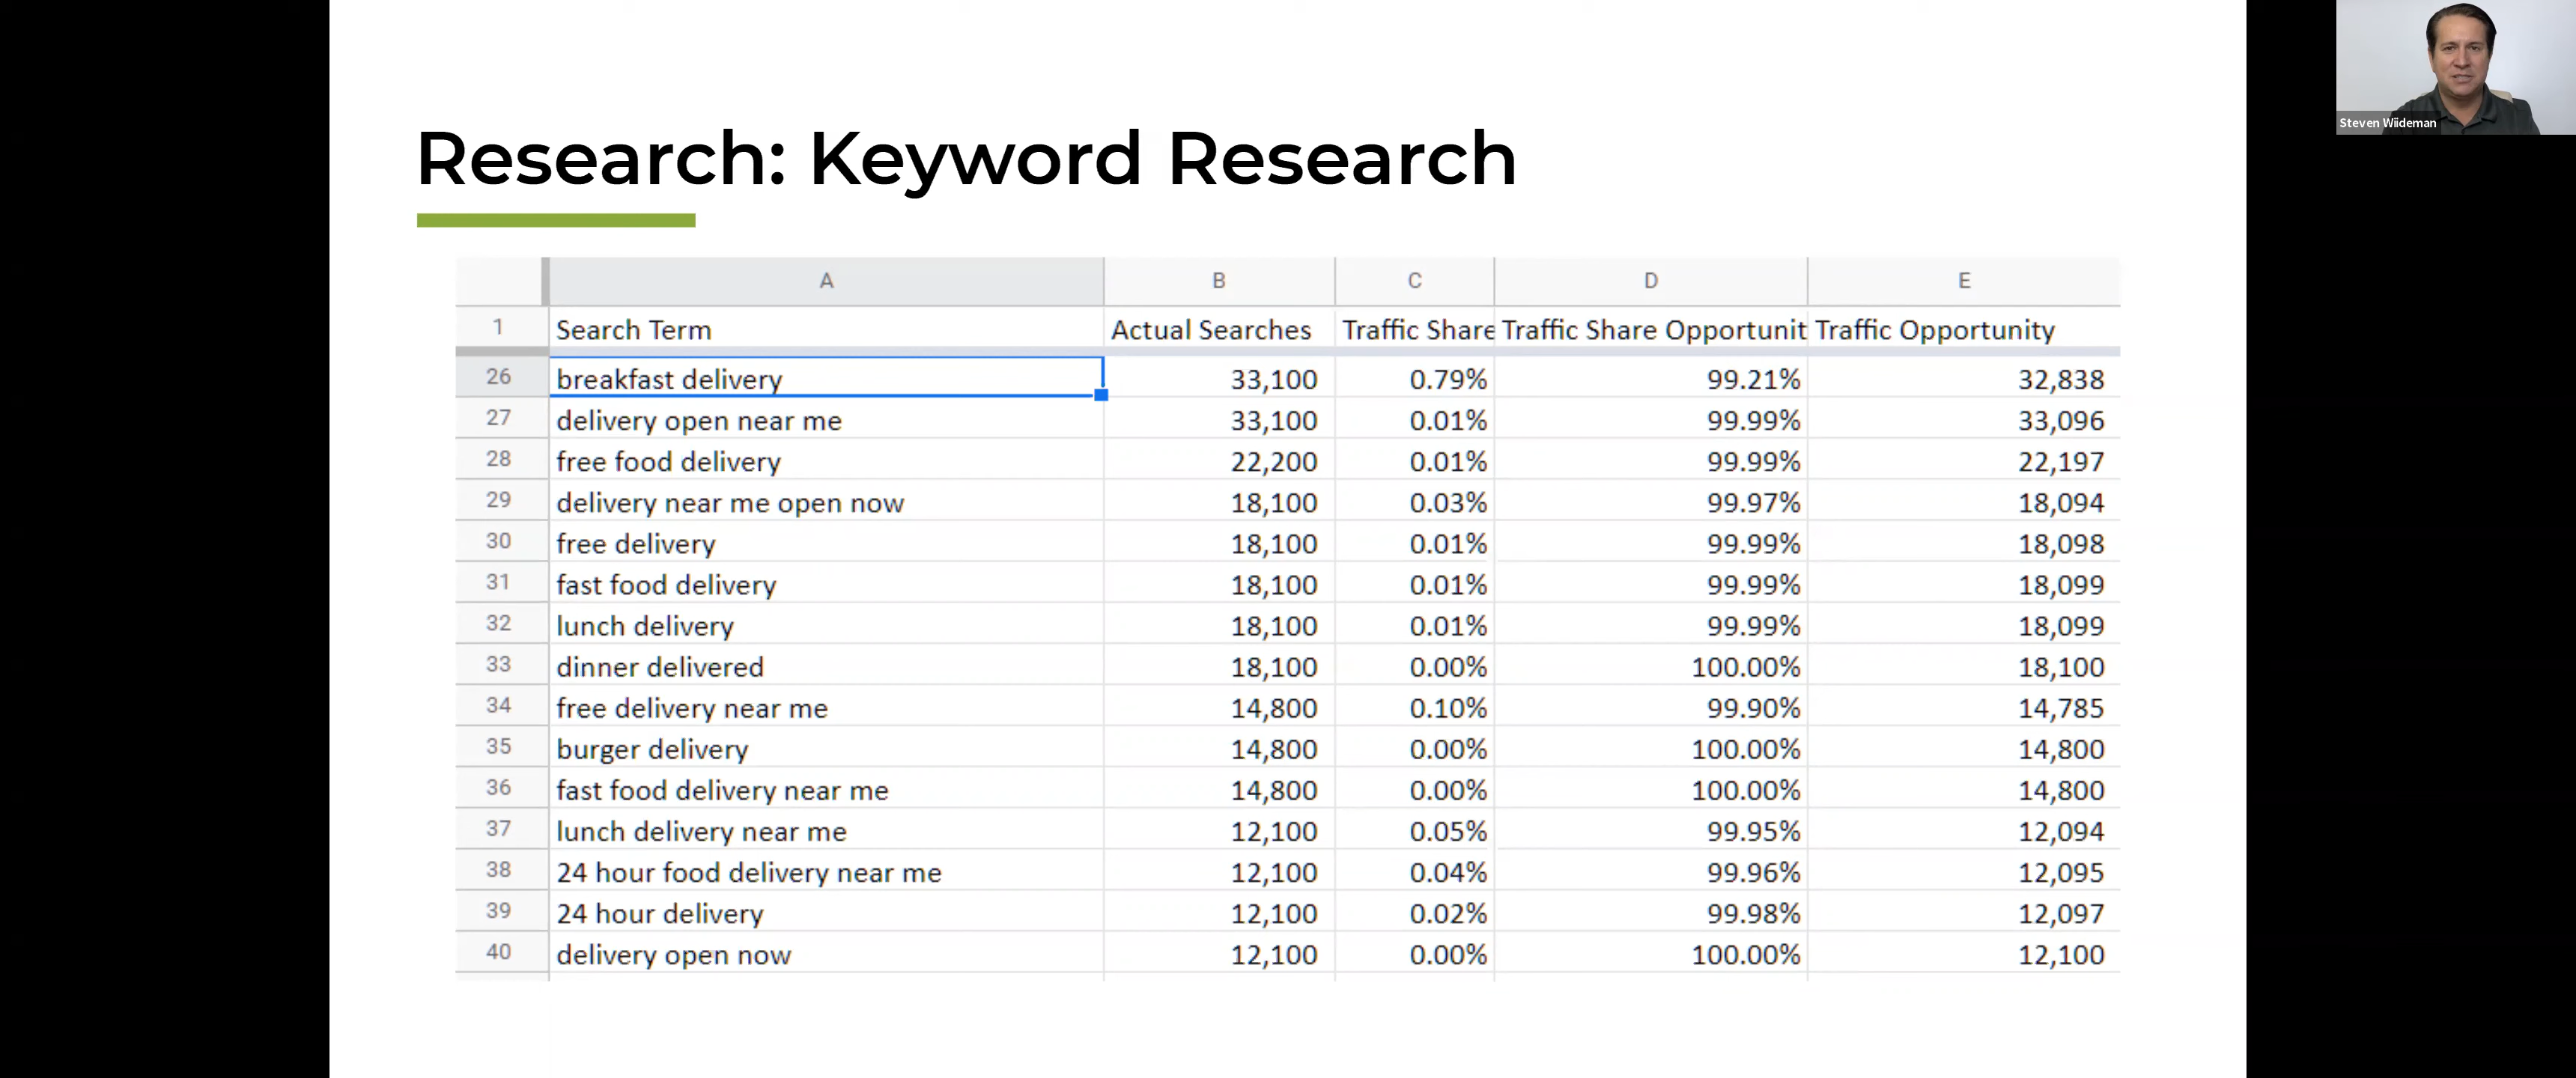 Steven Wiideman
Research: Keyword Research
A B C D E
1 Search Term Actual Searches Traffic Share Traffic Share Opportunit Traffic Opportunity
26 breakfast delivery 33,100 0.79% 99.21% 32,838
27 delivery open near me 33,100 0.01% 99.99% 33,096
28 free food delivery 22,200 0.01% 99.99% 22,197
29 delivery near me open now 18,100 0.03% 99.97% 18,094
30 free delivery 18,100 0.01% 99.99% 18,098
31 fast food delivery 18,100 0.01% 99.99% 18,099
32 lunch delivery 18,100 0.01% 99.99% 18,099
33 dinner delivered 18,100 0.00% 100.00% 18,100
34 free delivery near me 14,800 0.10% 99.90% 14,785
35 burger delivery 14,800 0.00% 100.00% 14,800
36 fast food delivery near me 14,800 0.00% 100.00% 14,800
37 lunch delivery near me 12,100 0.05% 99.95% 12,094
38 24 hour food delivery near me 12,100 0.04% 99.96% 12,095
39 24 hour delivery 12,100 0.02% 99.98% 12,097
40 delivery open now 12,100 0.00% 100.00% 12,100